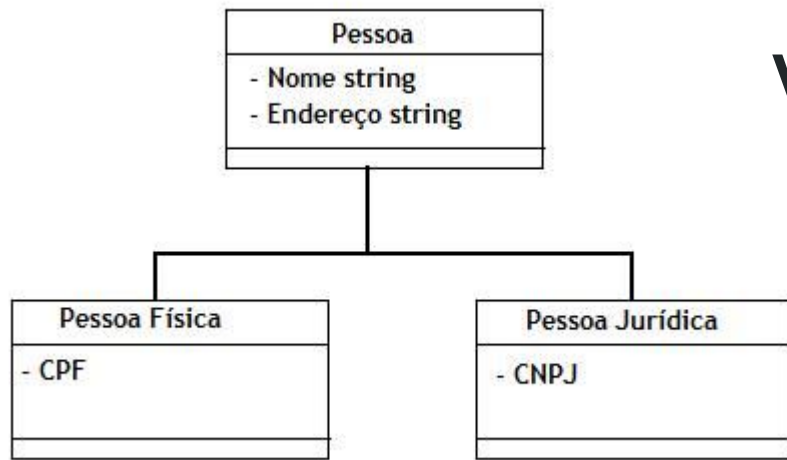 Pessoa
- Nome string
- Endereço string
Pessoa Física
- CPF
Pessoa Jurídica
- CNPJ